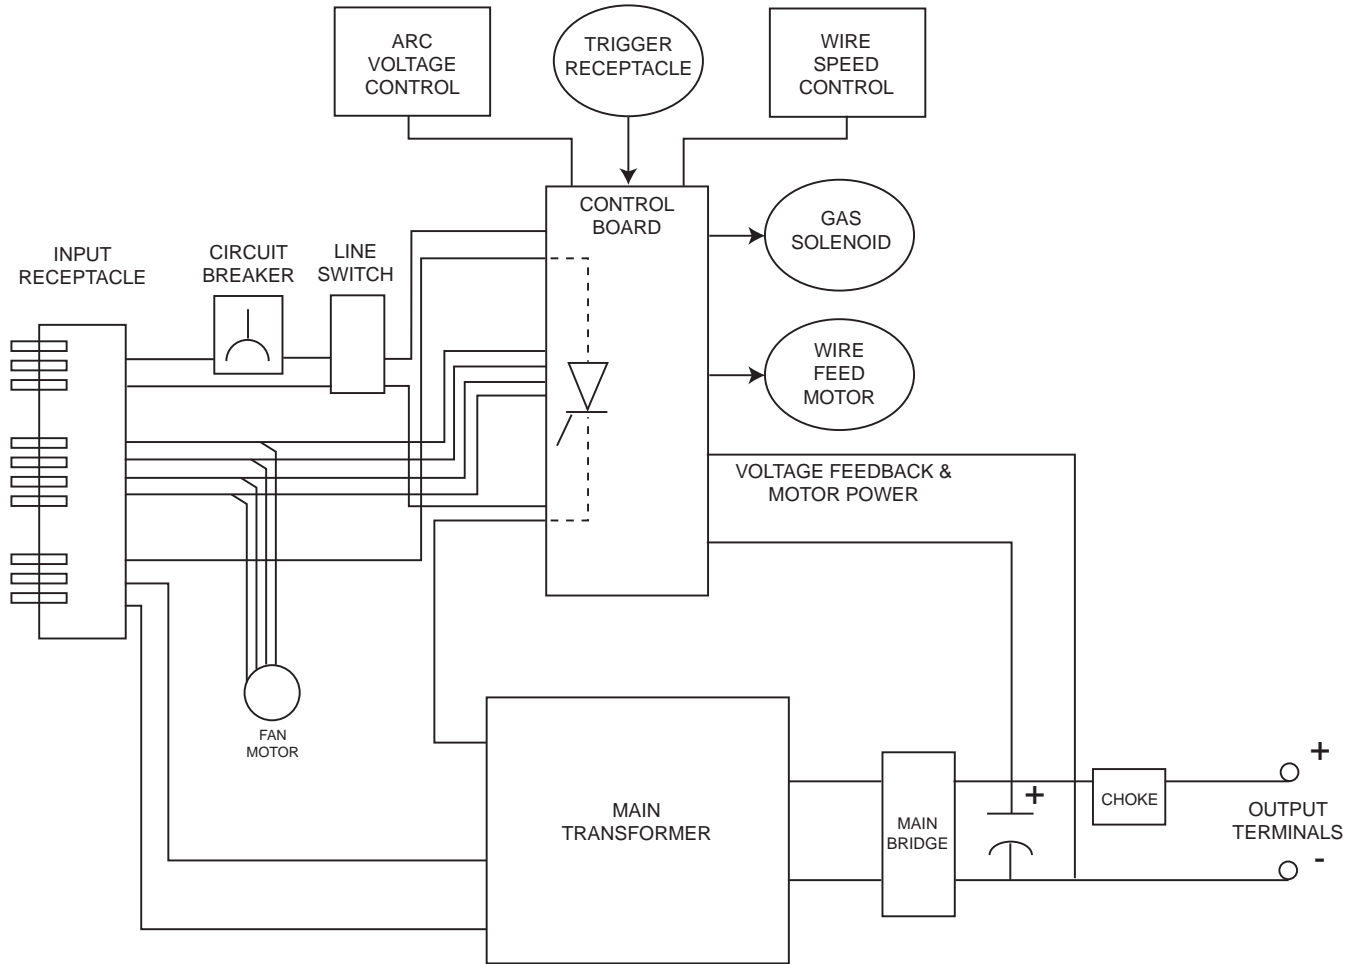 ARC
VOLTAGE
CONTROL
TRIGGER
RECEPTACLE
WIRE
SPEED
CONTROL
CONTROL
BOARD
GAS
SOLENOID
INPUT
RECEPTACLE
CIRCUIT
BREAKER
LINE
SWITCH
WIRE
FEED
MOTOR
VOLTAGE FEEDBACK &
MOTOR POWER
FAN
MOTOR
MAIN
TRANSFORMER
MAIN
BRIDGE
+
CHOKE
+
OUTPUT
TERMINALS
-